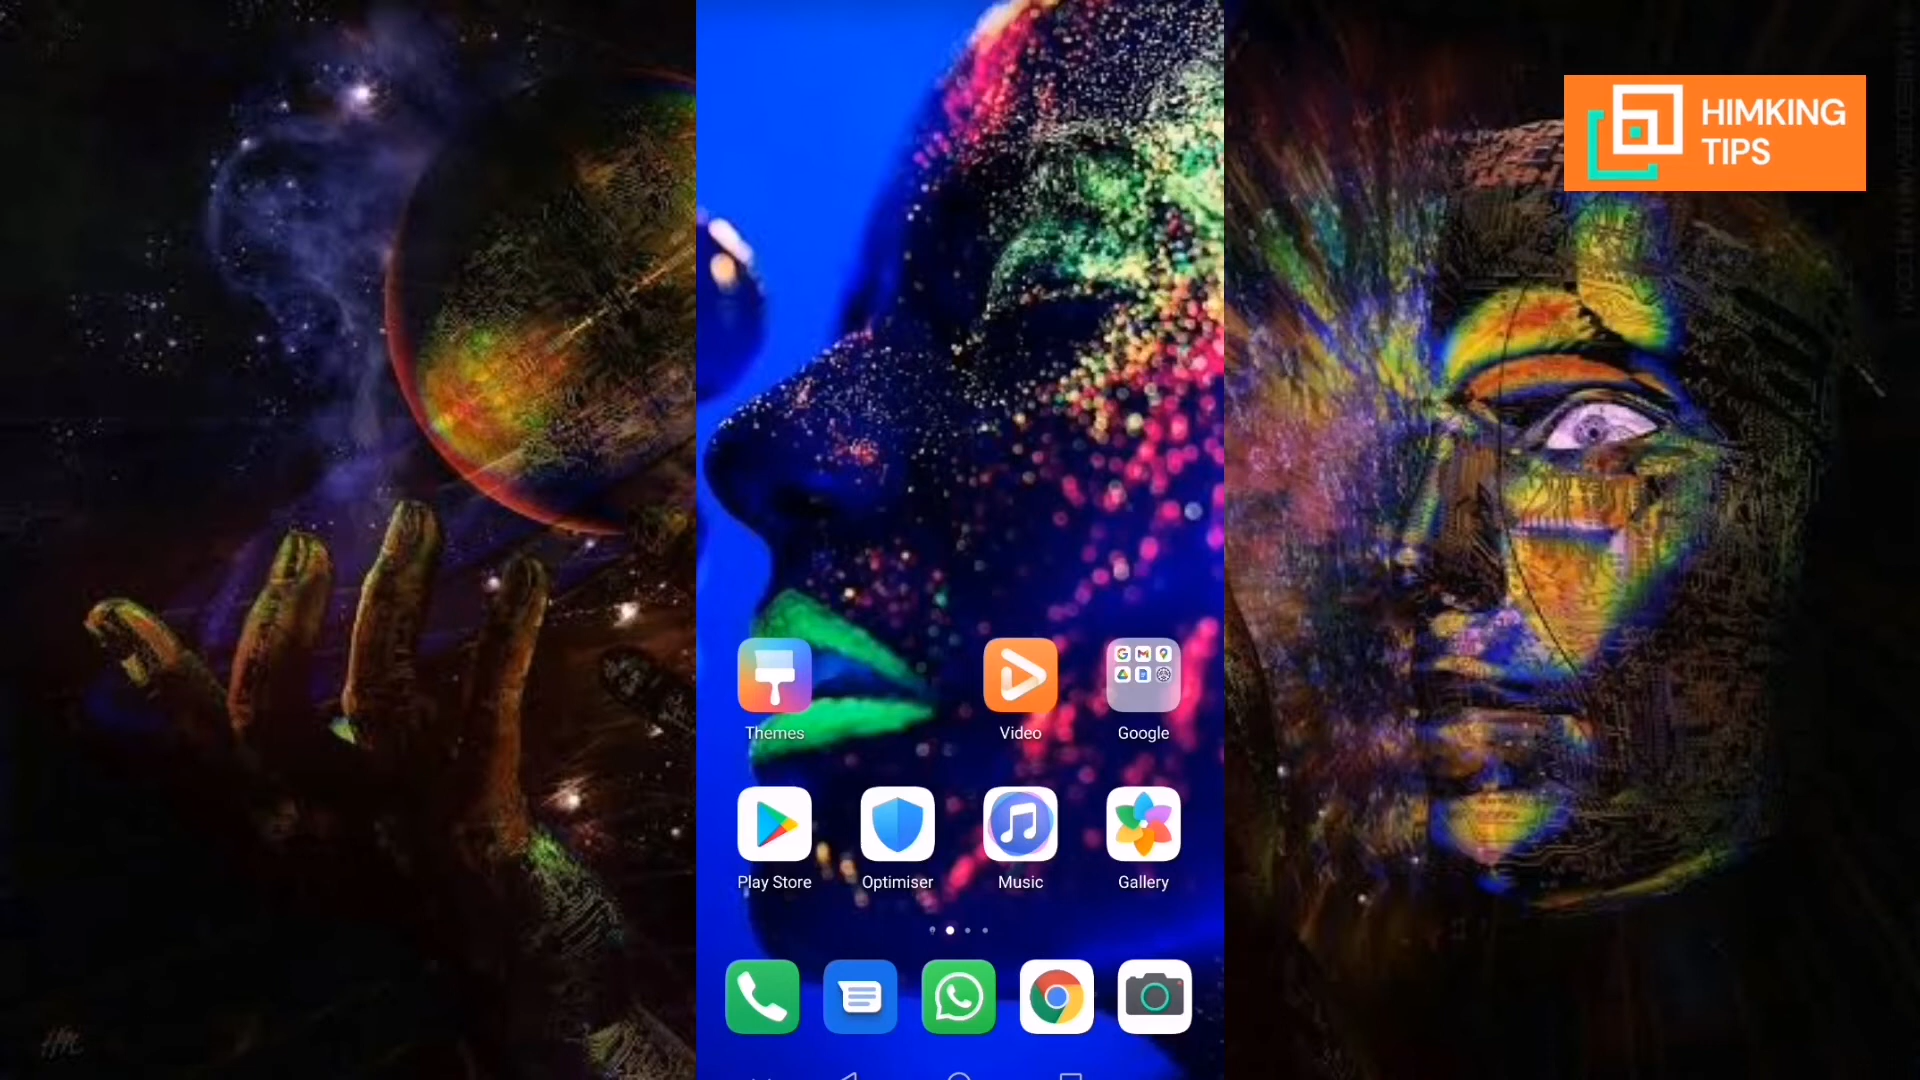 HIMKING
TIPS
Themes
Video
Google
Play Store
Optimiser
Music
Gallery